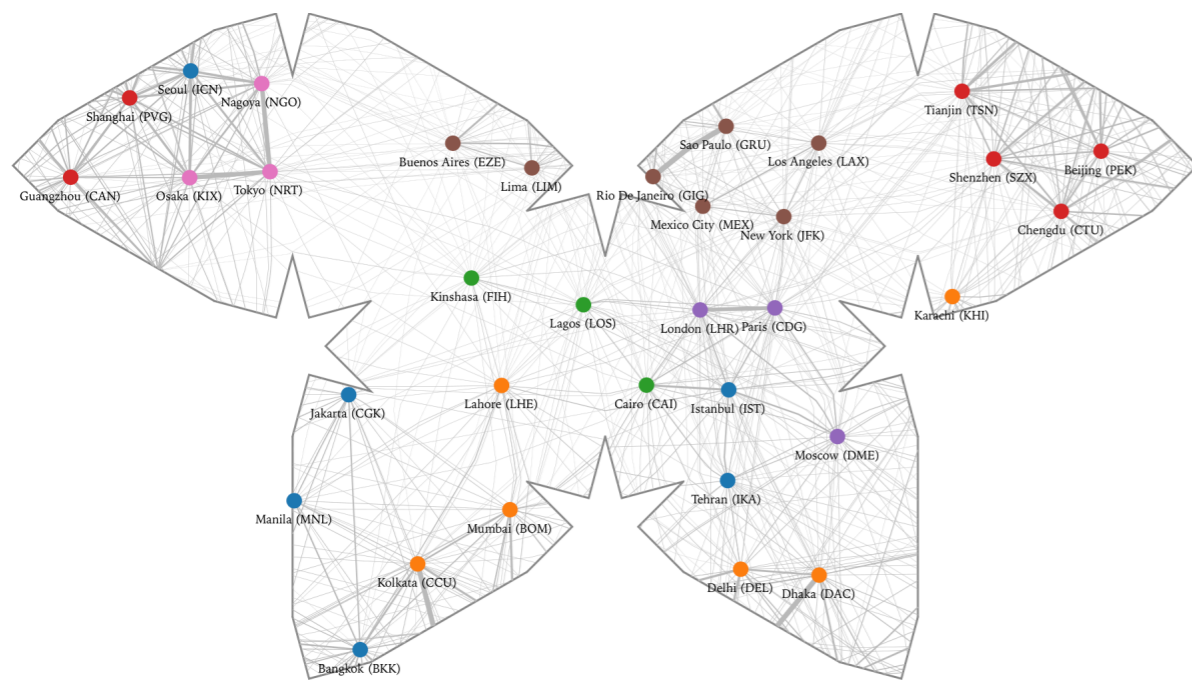 Seoul (ICN)
Nagoya (NGO)
Shanghai (PVG)
Guangzhou (CAN)
Osaka (KIX)
Tokyo (NRT)
Buenos Aires (EZE)
Lima (LIM)
Sao Paulo (GRU)
Los Angeles (LAX)
Rio De Janeiro (GIG)
Mexico City (MEX)
New York (JFK)
Tianjin (TSN)
Shenzhen (SZX)
Beijing (PEK)
Chengdu (CTU)
Karachi (KHI)
Kinshasa (FIH)
Lagos (LOS)
London (LHR)
Paris (CDG)
Jakarta (CGK)
Lahore (LHE)
Cairo (CAI)
Istanbul (IST)
Moscow (DME)
Manila (MNL)
Mumbai (BOM)
Tehran (IKA)
Kolkata (CCU)
Delhi (DEL)
Dhaka (DAC)
Bangkok (BKK)